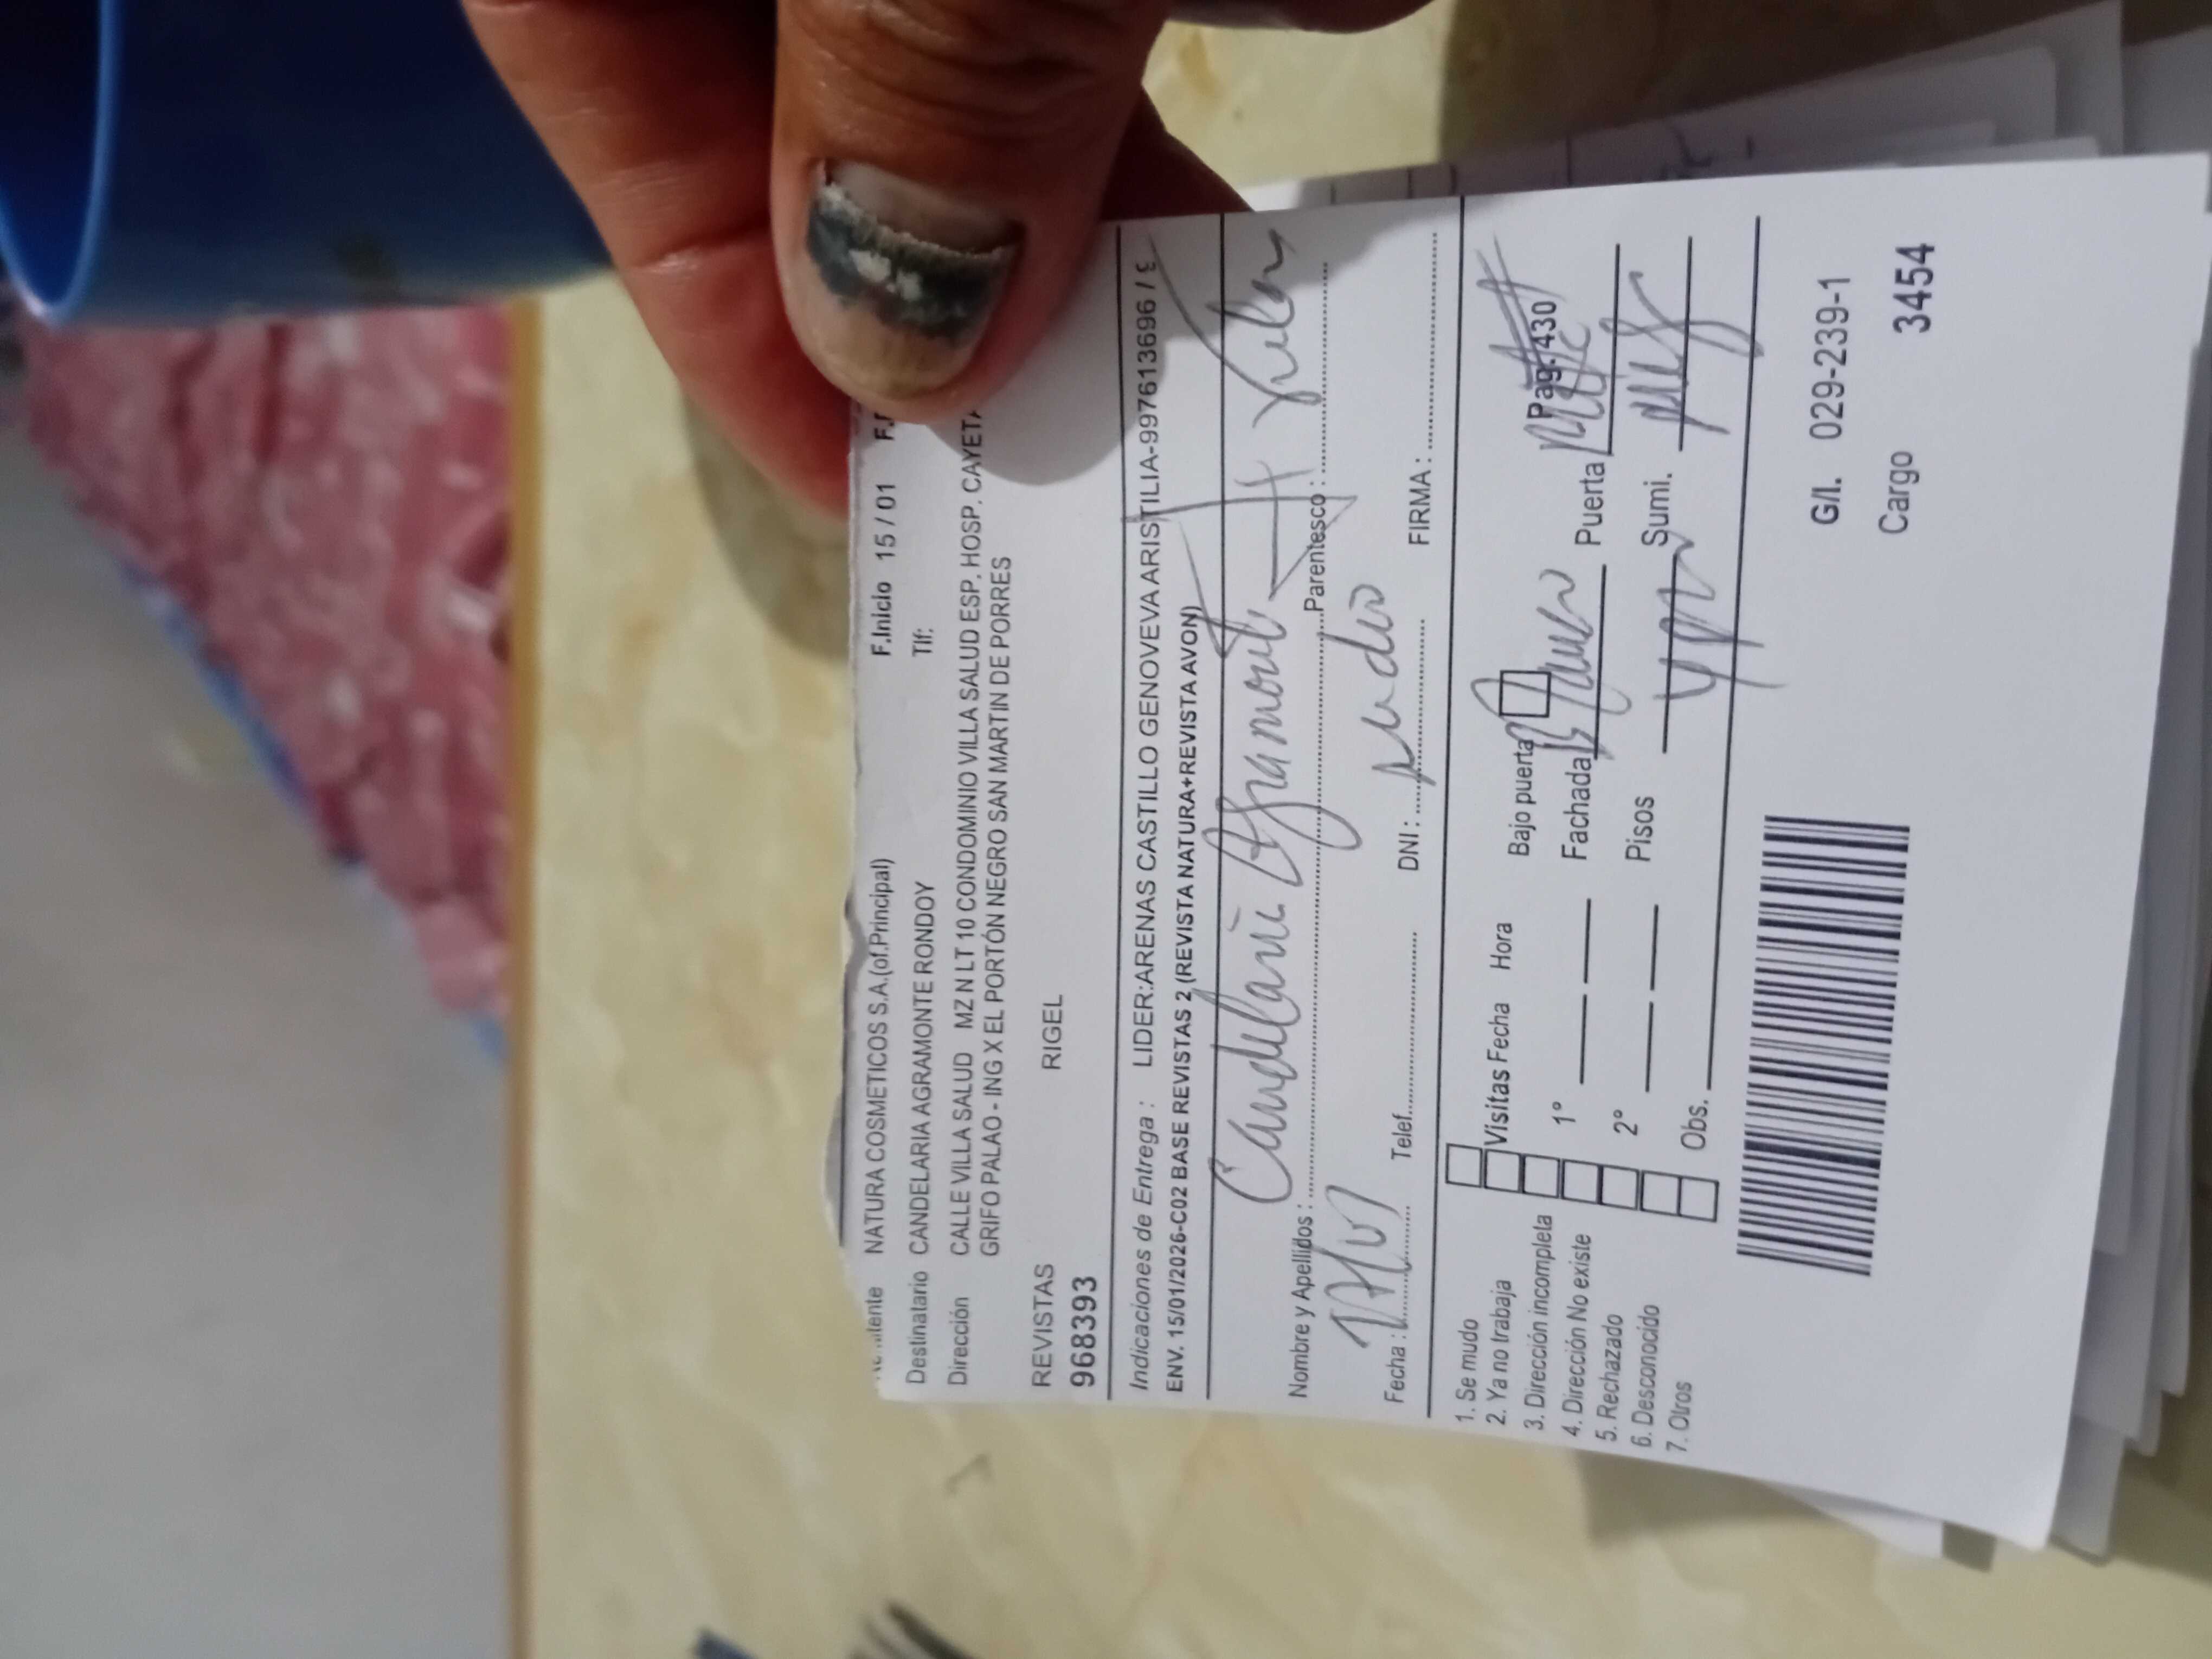 NATURA COSMETICOS S.A.(of.Principal) F.Inicio 15 / 01
Destinatario CANDELARIA AGRAMONTE RONDOY Tlf:
Dirección CALLE VILLA SALUD MZ N LT 10 CONDOMINIO VILLA SALUD ESP. HOSP. CAYETA
GRIFO PALAO - ING X EL PORTÓN NEGRO SAN MARTIN DE PORRES
REVISTAS RIGEL
968393
Indicaciones de Entrega : LIDER:ARENAS CASTILLO GENOVEVA ARISTILIA-997613696 / 9
ENV. 15/01/2026-C02 BASE REVISTAS 2 (REVISTA NATURA+REVISTA AVON)
Candelaria Agramonte
Nombre y Apellidos : Parentesco :
Fecha : Telef. DNI : FIRMA :
1. Se mudo
2. Ya no trabaja
3. Dirección incompleta
4. Dirección No existe
5. Rechazado
6. Desconocido
7. Otros
Visitas Fecha Hora Bajo puerta Pag. 430
1° Fachada Puerta
2° Pisos Sumi.
Obs.
G/I. 029-239-1
Cargo 3454